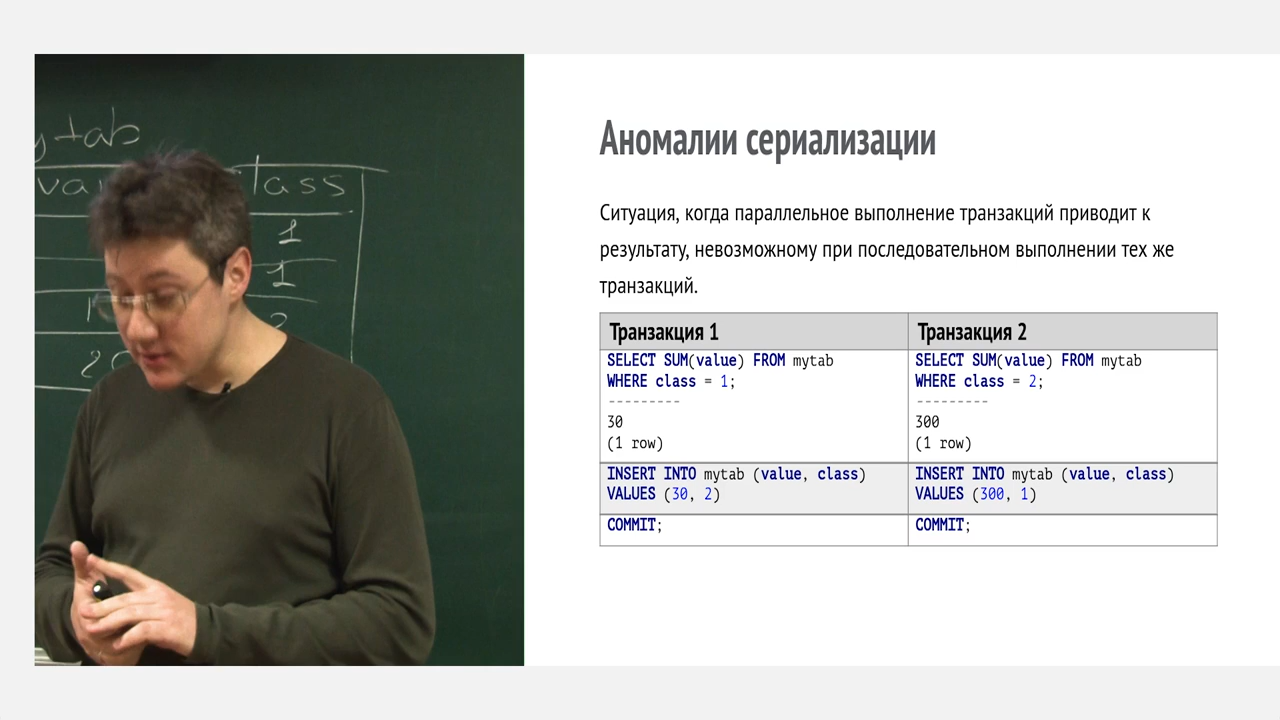 Аномалии сериализации
Ситуация, когда параллельное выполнение транзакций приводит к
результату, невозможному при последовательном выполнении тех же
транзакций.
Транзакция 1
Транзакция 2
SELECT SUM(value) FROM mytab
WHERE class = 1;
---------
30
(1 row)
SELECT SUM(value) FROM mytab
WHERE class = 2;
---------
300
(1 row)
INSERT INTO mytab (value, class)
VALUES (30, 2)
INSERT INTO mytab (value, class)
VALUES (300, 1)
COMMIT;
COMMIT;
ytab
1
1